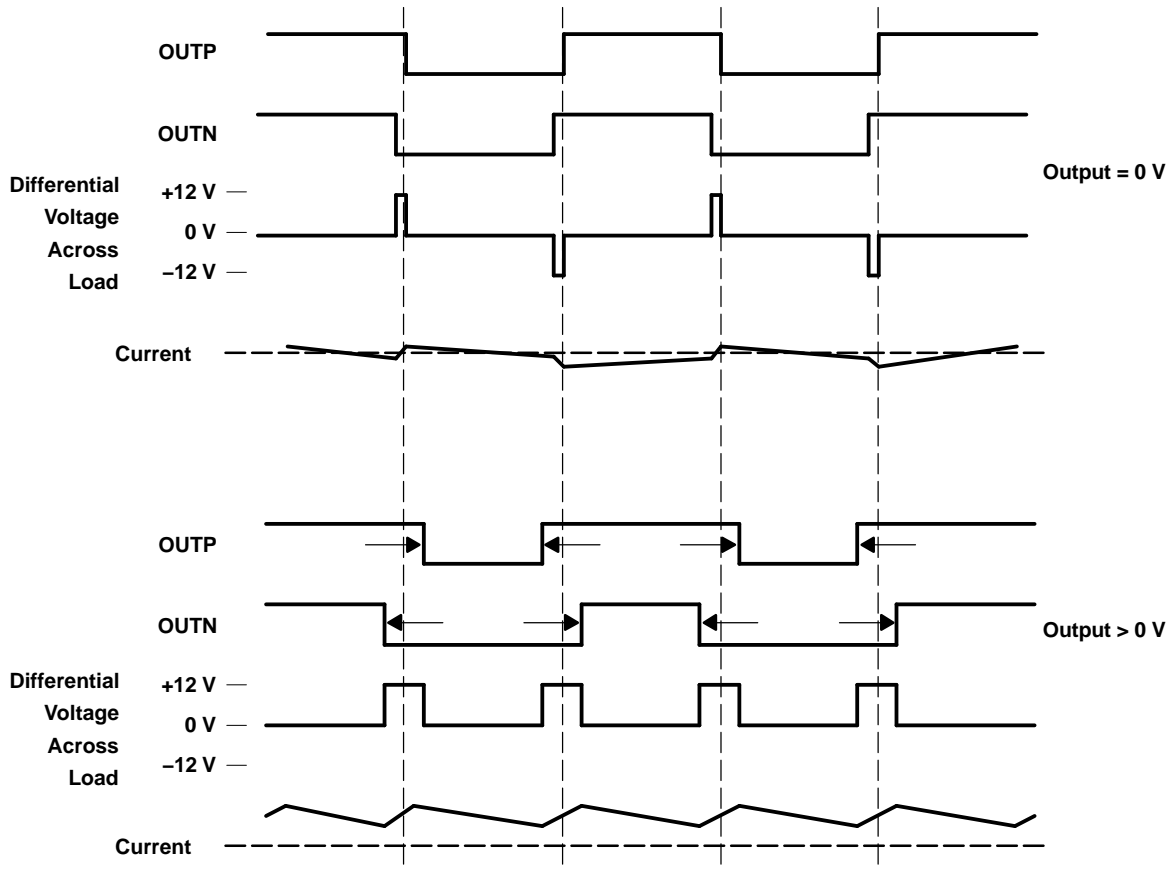 OUTP
OUTN
Output = 0 V
Differential
Voltage
Across
Load
+12 V
0 V
–12 V
Current
OUTP
OUTN
Output > 0 V
Differential
Voltage
Across
Load
+12 V
0 V
–12 V
Current